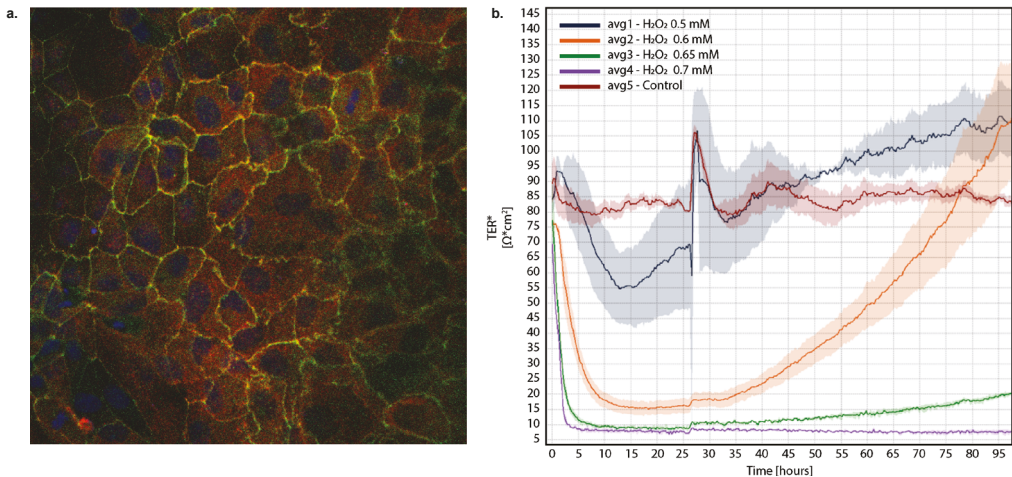 a.
b.
145
140
135
130
125
120
115
110
105
100
95
90
85
80
75
70
65
60
55
50
45
40
35
30
25
20
15
10
5
TER*
[Ω*cm²]
avg1 - H₂O₂ 0.5 mM
avg2 - H₂O₂ 0.6 mM
avg3 - H₂O₂ 0.65 mM
avg4 - H₂O₂ 0.7 mM
avg5 - Control
0 5 10 15 20 25 30 35 40 45 50 55 60 65 70 75 80 85 95
Time [hours]